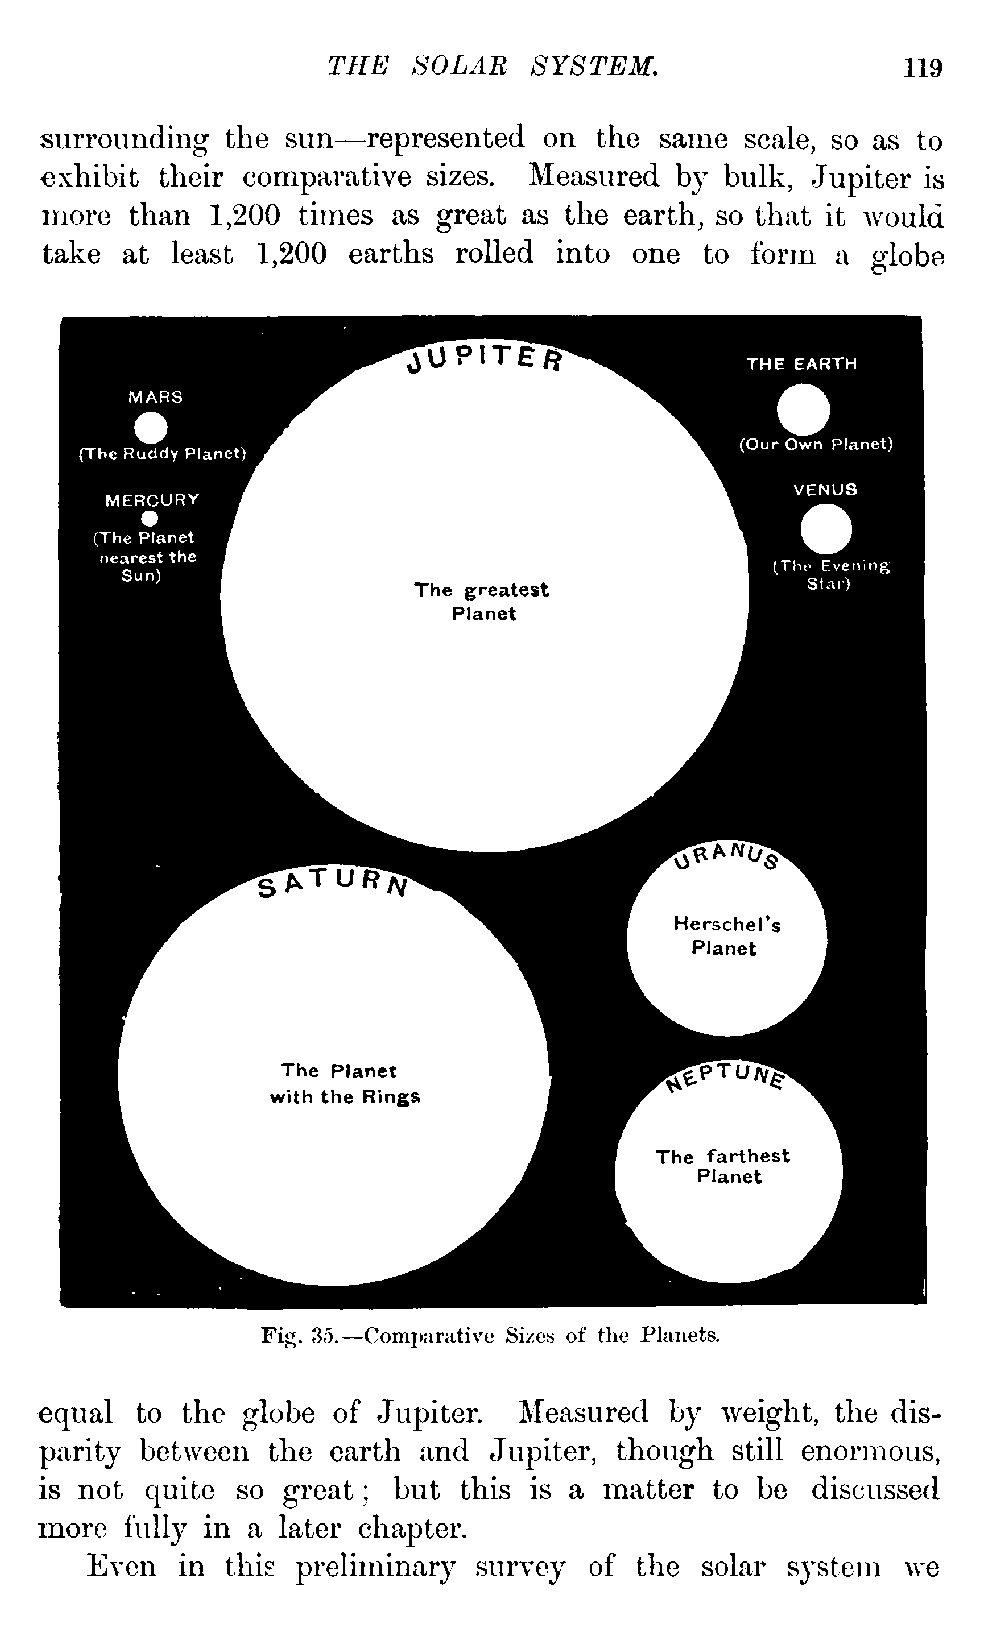 THE SOLAR SYSTEM. 119
surrounding the sun—represented on the same scale, so as to
exhibit their comparative sizes. Measured by bulk, Jupiter is
more than 1,200 times as great as the earth, so that it would
take at least 1,200 earths rolled into one to form a globe
JUPITER
The greatest
Planet
MARS
(The Ruddy Planet)
MERCURY
(The Planet
nearest the
Sun)
THE EARTH
(Our Own Planet)
VENUS
(The Evening
Star)
SATURN
The Planet
with the Rings
URANUS
Herschel's
Planet
NEPTUNE
The farthest
Planet
Fig. 35.—Comparative Sizes of the Planets.
equal to the globe of Jupiter. Measured by weight, the dis-
parity between the earth and Jupiter, though still enormous,
is not quite so great; but this is a matter to be discussed
more fully in a later chapter.
Even in this preliminary survey of the solar system we